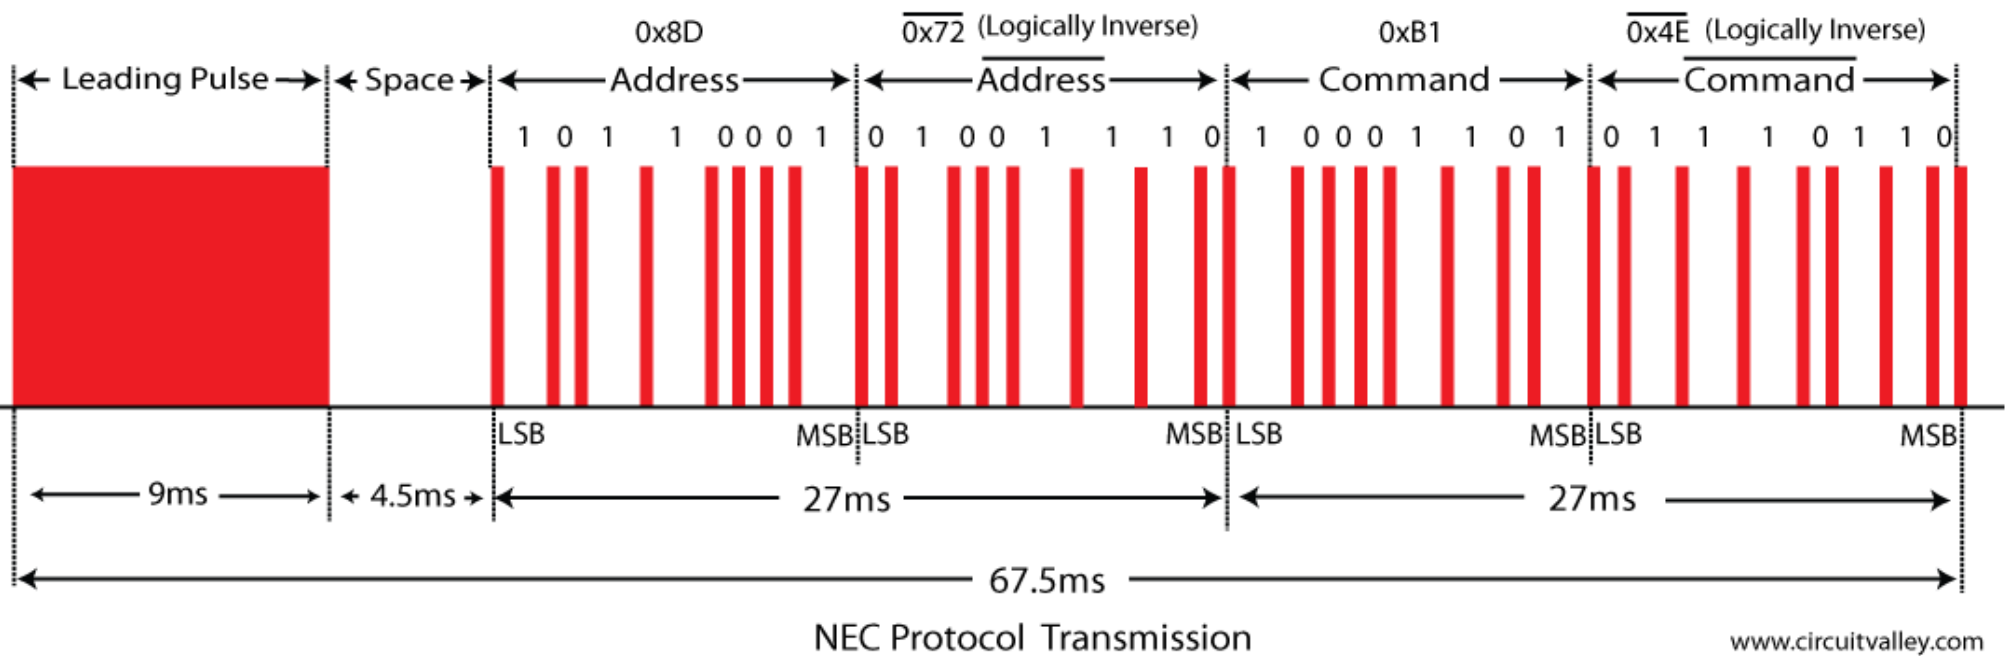 0x8D 0x72 (Logically Inverse) 0xB1 0x4E (Logically Inverse)
Leading Pulse Space Address Address Command Command
1 0 1 1 0 0 0 1 0 1 0 0 1 1 1 0 1 0 0 0 1 1 0 1 0 1 1 1 0 1 1 0
LSB MSB LSB MSB LSB MSB LSB MSB
9ms 4.5ms 27ms 27ms
67.5ms
NEC Protocol Transmission
www.circuitvalley.com